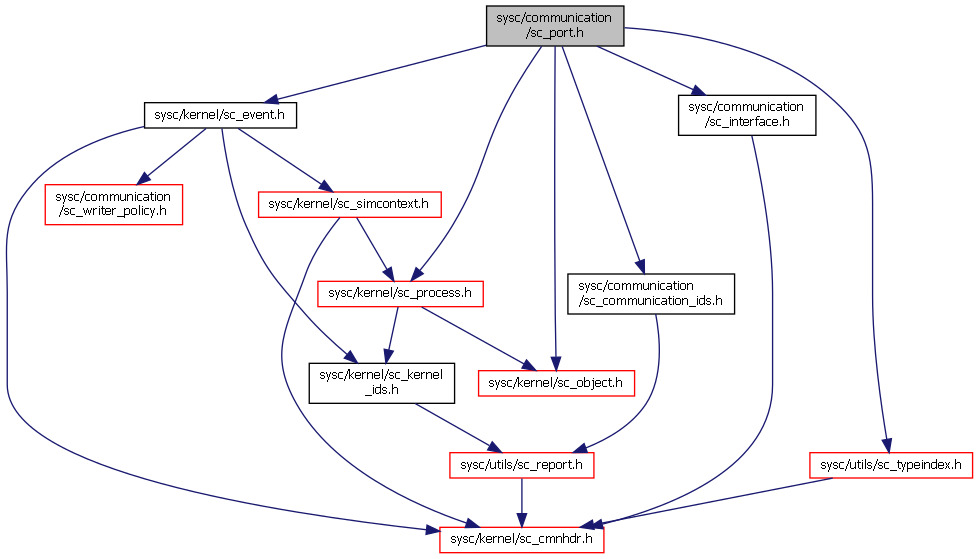 sysc/communication
/sc_port.h
sysc/kernel/sc_event.h
sysc/communication
/sc_interface.h
sysc/communication
/sc_writer_policy.h
sysc/kernel/sc_simcontext.h
sysc/kernel/sc_process.h
sysc/communication
/sc_communication_ids.h
sysc/kernel/sc_kernel
_ids.h
sysc/kernel/sc_object.h
sysc/utils/sc_report.h
sysc/utils/sc_typeindex.h
sysc/kernel/sc_cmnhdr.h